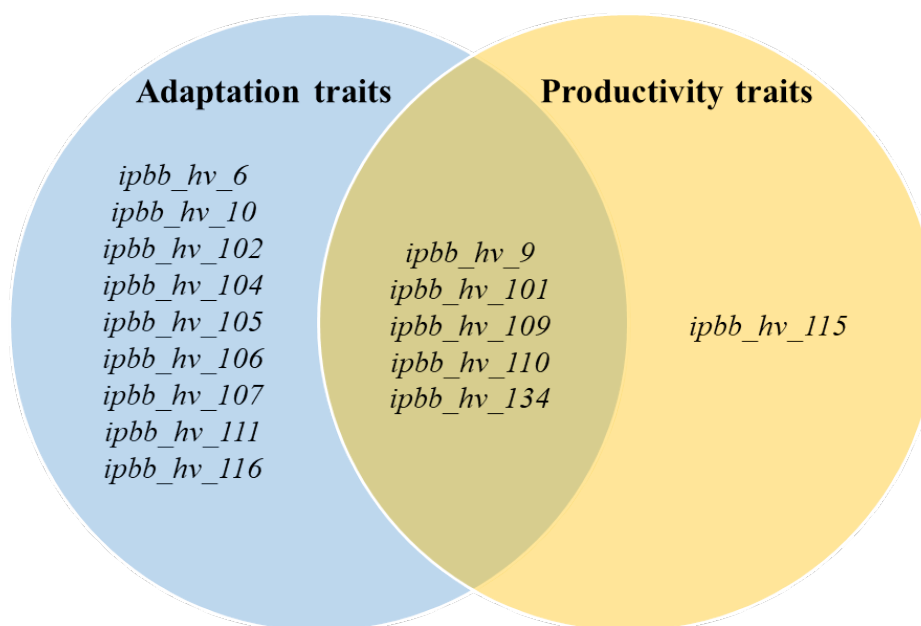 Adaptation traits
Productivity traits
ipbb_hv_6
ipbb_hv_10
ipbb_hv_102
ipbb_hv_104
ipbb_hv_105
ipbb_hv_106
ipbb_hv_107
ipbb_hv_111
ipbb_hv_116
ipbb_hv_9
ipbb_hv_101
ipbb_hv_109
ipbb_hv_110
ipbb_hv_134
ipbb_hv_115